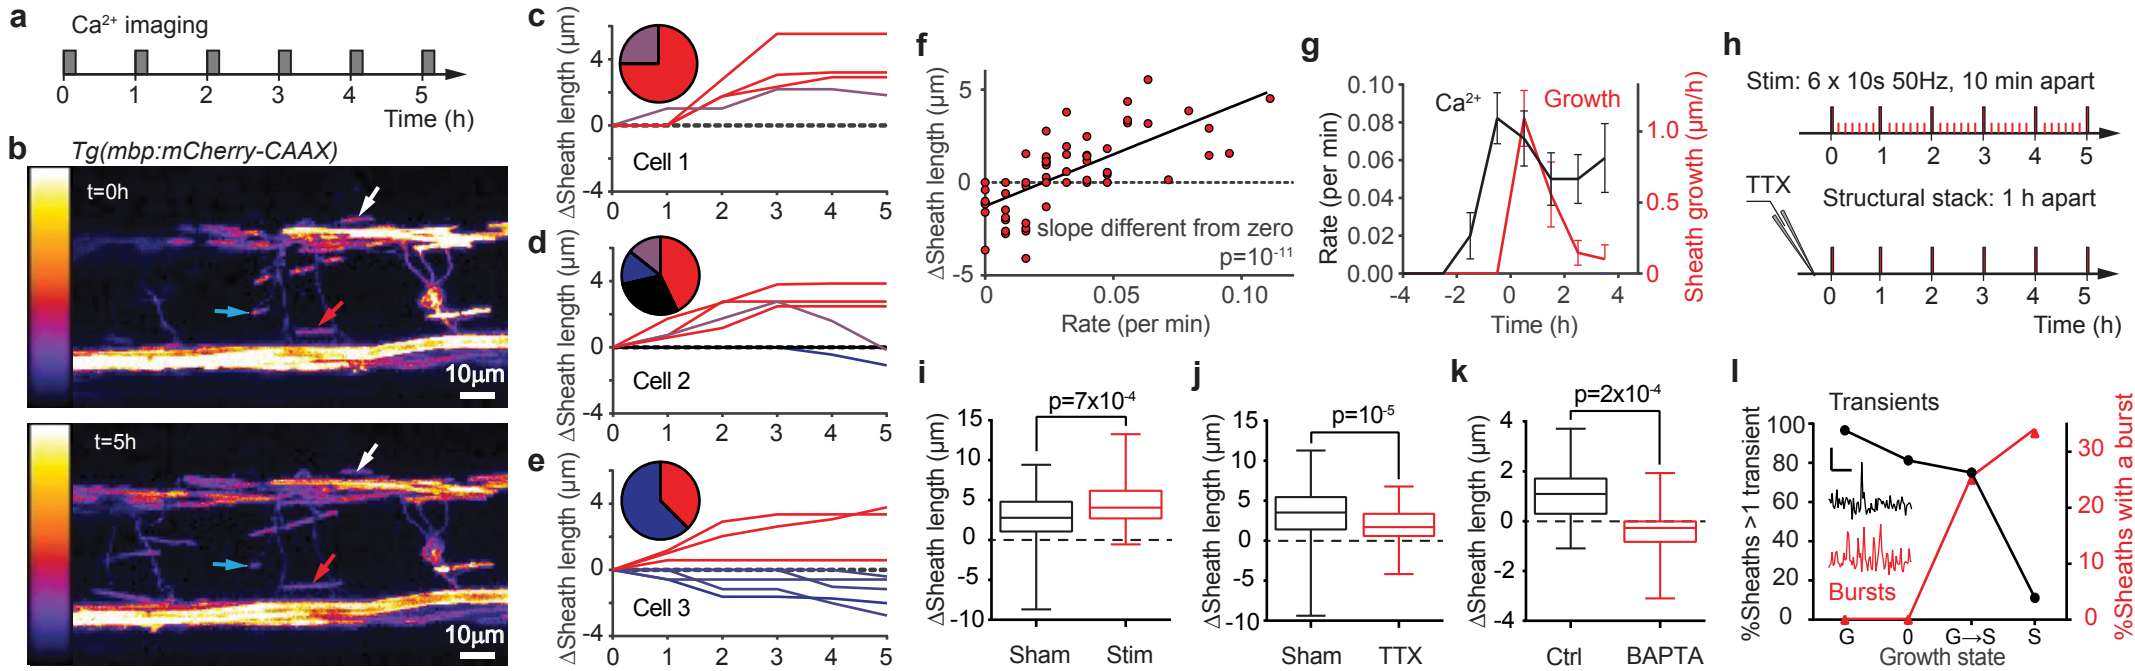 a
Ca²⁺ imaging
0 1 2 3 4 5
Time (h)
b
Tg(mbp:mCherry-CAAX)
t=0h
10µm
t=5h
10µm
c
ΔSheath length (µm)
4
0
-4
Cell 1
0 1 2 3 4 5
d
ΔSheath length (µm)
4
0
-4
Cell 2
0 1 2 3 4 5
e
ΔSheath length (µm)
4
0
-4
Cell 3
0 1 2 3 4 5
f
ΔSheath length (µm)
5
0
-5
slope different from zero
p=10⁻¹¹
0 0.05 0.10
Rate (per min)
g
Rate (per min)
0.10
0.08
0.06
0.04
0.02
0.00
Ca²⁺
Growth
Sheath growth (µm/h)
1.0
0.5
0
-4 -2 0 2 4
Time (h)
h
Stim: 6 x 10s 50Hz, 10 min apart
0 1 2 3 4 5
TTX
Structural stack: 1 h apart
0 1 2 3 4 5
Time (h)
i
ΔSheath length (µm)
15
10
5
0
-5
-10
p=7x10⁻⁴
Sham Stim
j
ΔSheath length (µm)
15
10
5
0
-5
-10
p=10⁻⁵
Sham TTX
k
ΔSheath length (µm)
4
2
0
-2
-4
p=2x10⁻⁴
Ctrl BAPTA
l
%Sheaths >1 transient
100
80
60
40
20
0
Transients
Bursts
%Sheaths with a burst
30
20
10
0
G 0 G→S S
Growth state